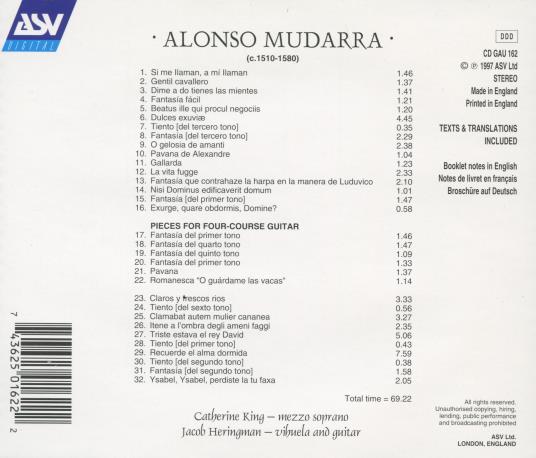 ASV
DIGITAL
· ALONSO MUDARRA ·
(c.1510-1580)
1. Si me llaman, a mí llaman 1.46
2. Gentil cavallero 1.37
3. Dime a do tienes las mientes 1.41
4. Fantasía fácil 1.21
5. Beatus ille qui procul negociis 1.20
6. Dulces exuviæ 4.45
7. Tiento [del tercero tono] 0.35
8. Fantasía [del tercero tono] 2.29
9. O gelosia de amanti 2.38
10. Pavana de Alexandre 1.04
11. Gallarda 1.23
12. La vita fugge 2.33
13. Fantasía que contrahaze la harpa en la manera de Luduvico 2.10
14. Nisi Dominus edificaverit domum 1.01
15. Fantasía [del primer tono] 1.47
16. Exurge, quare obdormis, Domine? 0.58
PIECES FOR FOUR-COURSE GUITAR
17. Fantasía del primer tono 1.46
18. Fantasía del quarto tono 1.47
19. Fantasía del quinto tono 1.09
20. Fantasía del primer tono 1.33
21. Pavana 1.37
22. Romanesca "O guárdame las vacas" 1.14
23. Claros y frescos rios 3.33
24. Tiento [del sexto tono] 0.56
25. Clamabat autem mulier cananea 3.27
26. Itene a l'ombra degli ameni faggi 2.35
27. Triste estava el rey David 5.06
28. Tiento [del primer tono] 0.43
29. Recuerde el alma dormida 7.59
30. Tiento [del segundo tono] 0.38
31. Fantasía [del segundo tono] 1.58
32. Ysabel, Ysabel, perdiste la tu faxa 2.05
Total time = 69.22
Catherine King – mezzo soprano
Jacob Heringman – vihuela and guitar
DDD
CD GAU 162
© ℗ 1997 ASV Ltd
STEREO
Made in England
Printed in England
TEXTS & TRANSLATIONS
INCLUDED
Booklet notes in English
Notes de livret en français
Broschüre auf Deutsch
All rights reserved.
Unauthorised copying, hiring,
lending, public performance
and broadcasting prohibited
ASV Ltd.
LONDON, ENGLAND
7 43625 01622 2